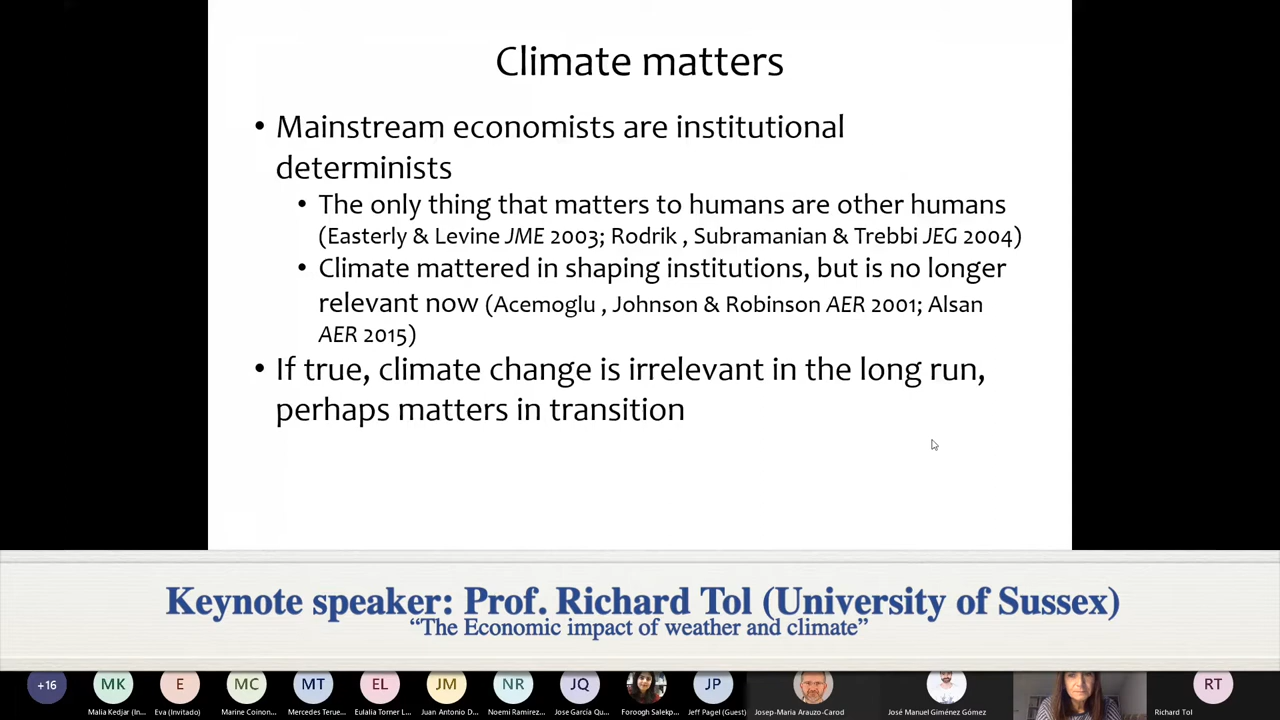 Climate matters
• Mainstream economists are institutional
determinists
• The only thing that matters to humans are other humans
(Easterly & Levine JME 2003; Rodrik , Subramanian & Trebbi JEG 2004)
• Climate mattered in shaping institutions, but is no longer
relevant now (Acemoglu , Johnson & Robinson AER 2001; Alsan
AER 2015)
• If true, climate change is irrelevant in the long run,
perhaps matters in transition
Keynote speaker: Prof. Richard Tol (University of Sussex)
“The Economic impact of weather and climate”
+16 MK E MC MT EL JM NR JQ JP RT
Malia Kedjar (In... Eva (Invitado) Marine Coinon... Mercedes Terue... Eulalia Torner L... Juan Antonio D... Noemi Ramirez... Jose García Qu... Foroogh Salekp... Jeff Pagel (Guest) Josep-Maria Arauzo-Carod José Manuel Giménez Gómez Richard Tol